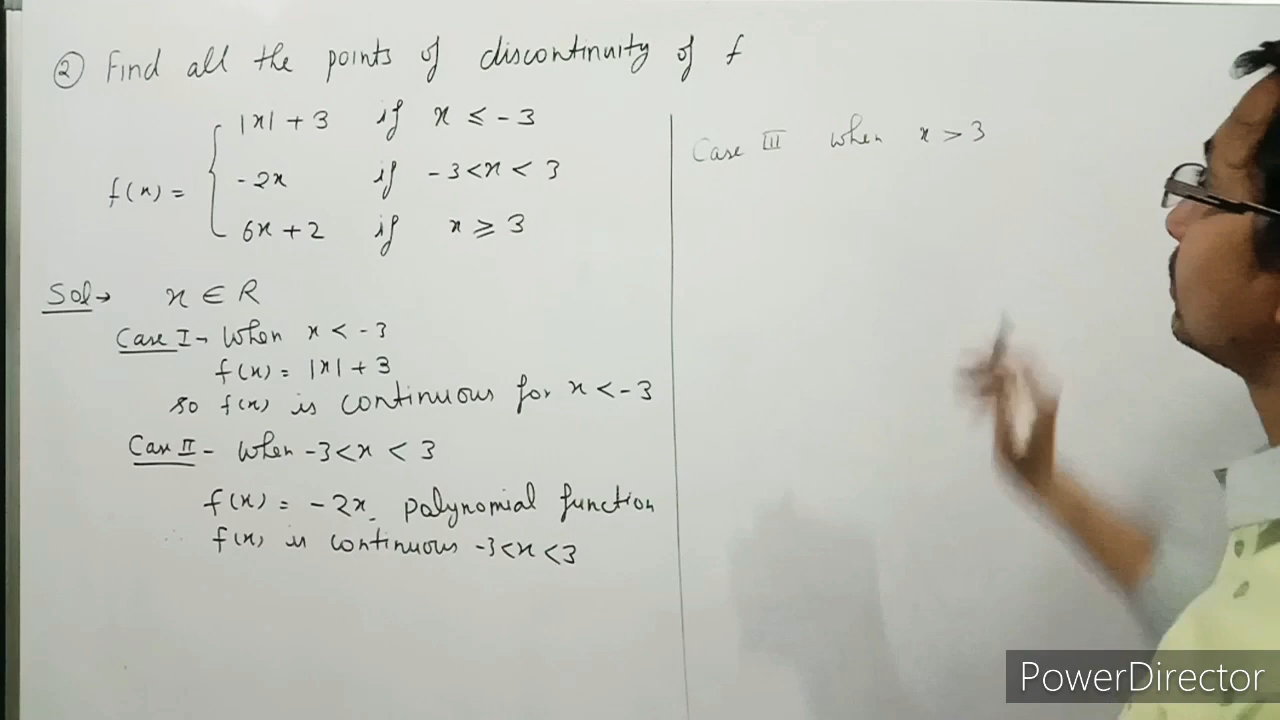 ② Find all the points of discontinuity of f
|x| + 3 if x ≤ -3
f(x) = { -2x if -3 < x < 3
6x + 2 if x ≥ 3
Sol → x ∈ R
Case I - When x < -3
f(x) = |x| + 3
so f(x) is continuous for x < -3
Case II - when -3 < x < 3
f(x) = -2x polynomial function
∴ f(x) is continuous -3 < x < 3
Case III when x > 3
PowerDirector